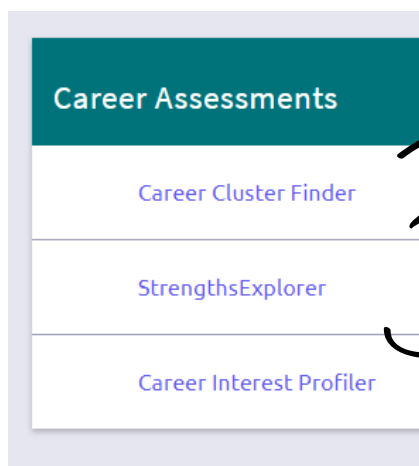 Career Assessments
Career Cluster Finder
StrengthsExplorer
Career Interest Profiler